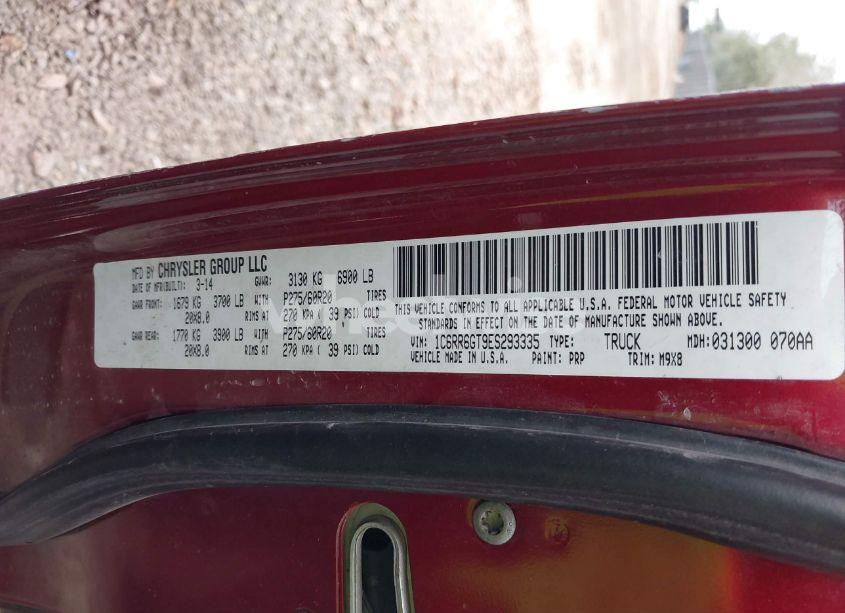 MFD BY CHRYSLER GROUP LLC
DATE OF MFR(BUILT): 3-14 GVWR: 3130 KG 6900 LB
GAWR FRONT: 1679 KG 3700 LB WITH P275/60R20 TIRES
20X8.0 RIMS AT 270 KPA ( 39 PSI) COLD
GAWR REAR: 1770 KG 3900 LB WITH P275/60R20 TIRES
20X8.0 RIMS AT 270 KPA ( 39 PSI) COLD
THIS VEHICLE CONFORMS TO ALL APPLICABLE U.S.A. FEDERAL MOTOR VEHICLE SAFETY
STANDARDS IN EFFECT ON THE DATE OF MANUFACTURE SHOWN ABOVE.
VIN: 1C6RR6GT9ES293335 TYPE: TRUCK MDH: 031300 070AA
VEHICLE MADE IN U.S.A. PAINT: PRP TRIM: M9X8